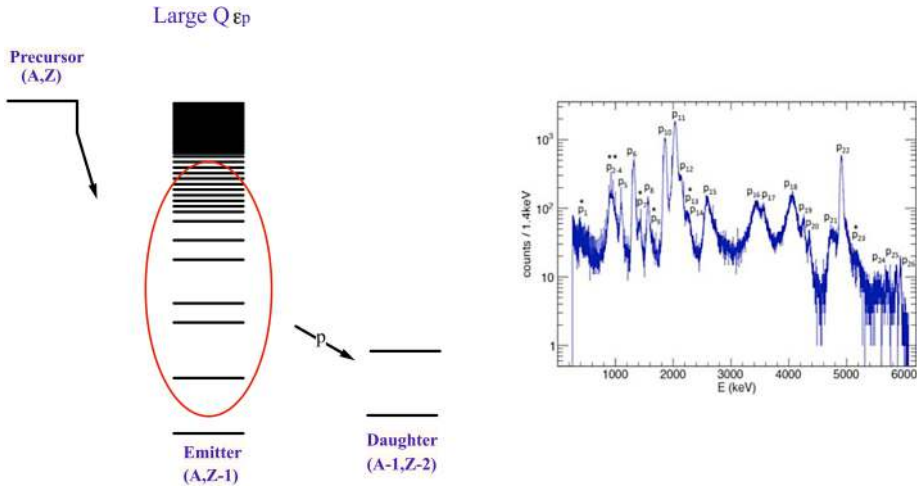 Large Q εp
Precursor
(A,Z)
p
Emitter
(A,Z-1)
Daughter
(A-1,Z-2)
counts / 1.4keV
10³
10²
10
1
1000 2000 3000 4000 5000 6000
E (keV)
* p₁
** p₂₋₄
p₅
p₆
* p₇
p₈
* p₉
p₁₀
p₁₁
p₁₂
* p₁₃
p₁₄
p₁₅
p₁₆
p₁₇
p₁₈
p₁₉
p₂₀
p₂₁
p₂₂
* p₂₃
p₂₄
p₂₅
p₂₆